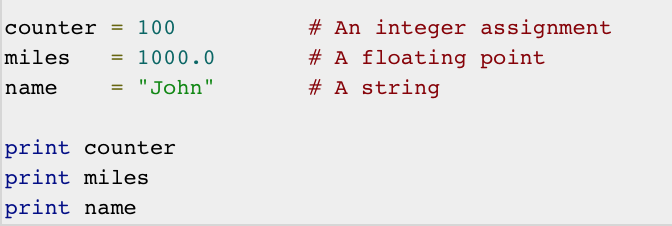 counter = 100          # An integer assignment
miles   = 1000.0       # A floating point
name    = "John"       # A string
print counter
print miles
print name